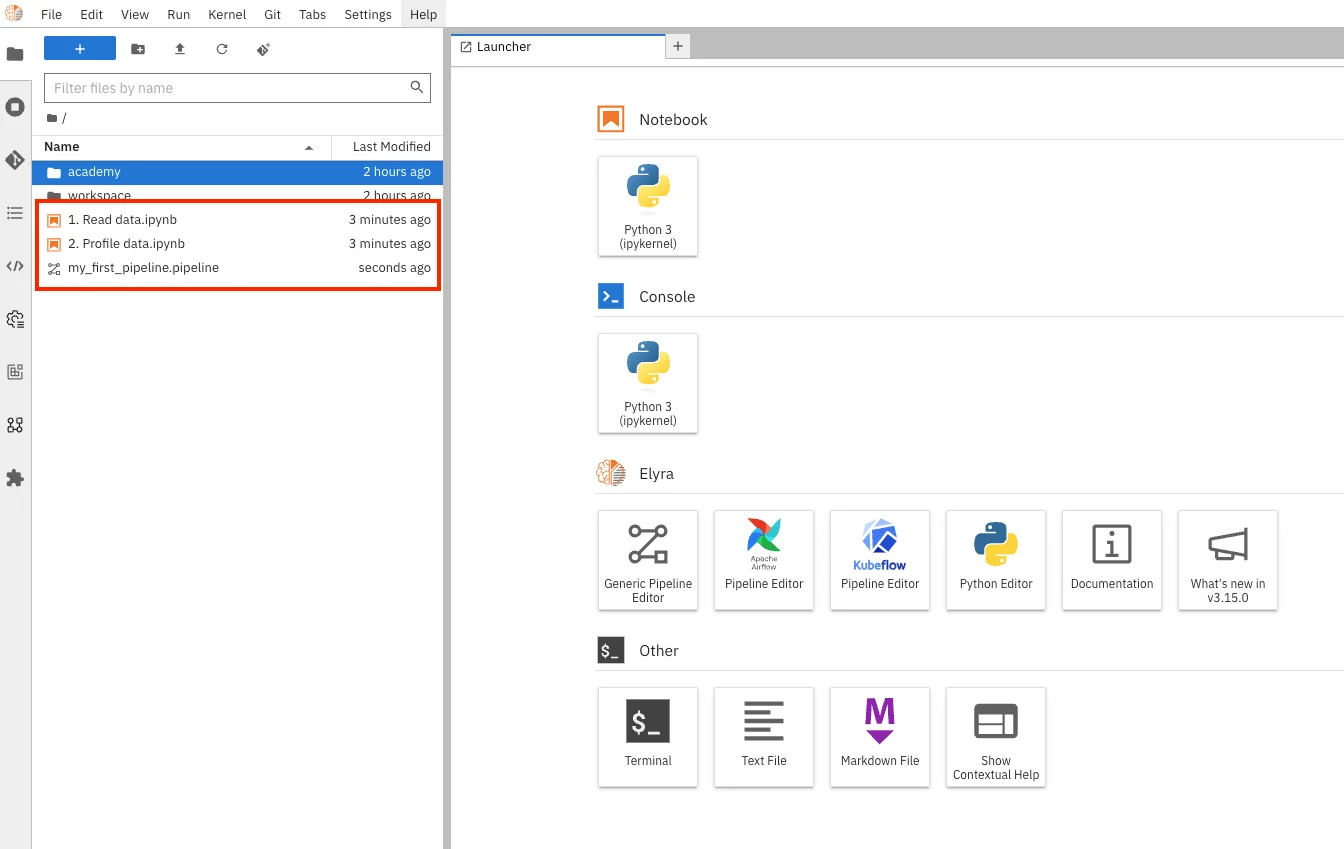 File Edit View Run Kernel Git Tabs Settings Help
+
Launcher
+
Filter files by name
/
Name Last Modified
academy 2 hours ago
workspace 2 hours ago
1. Read data.ipynb 3 minutes ago
2. Profile data.ipynb 3 minutes ago
my_first_pipeline.pipeline seconds ago
Notebook
Python 3
(ipykernel)
Console
Python 3
(ipykernel)
Elyra
Generic Pipeline
Editor
Apache
Airflow
Pipeline Editor
Kubeflow
Pipeline Editor
Python Editor
Documentation
What's new in
v3.15.0
$_ Other
$_
Terminal
Text File
M
Markdown File
Show
Contextual Help